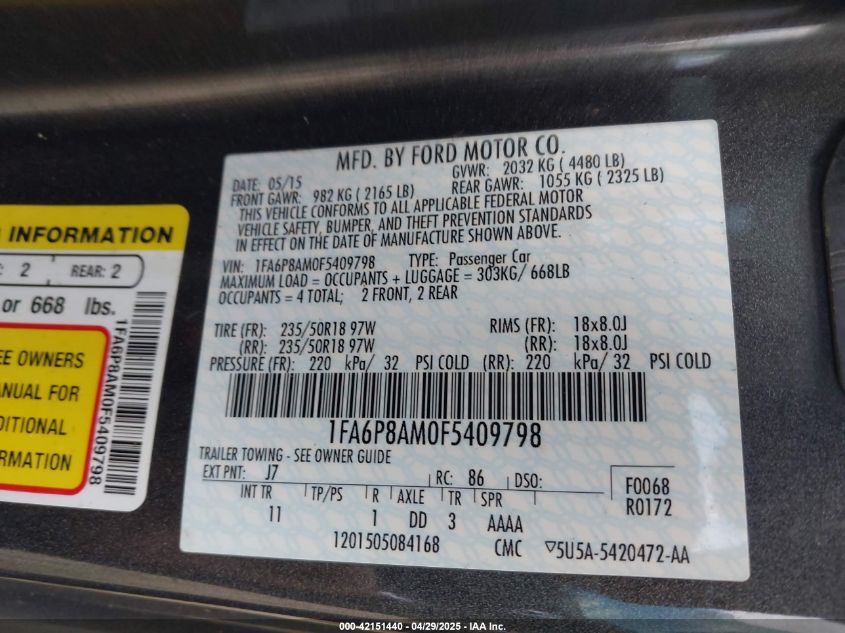 MFD. BY FORD MOTOR CO.
DATE: 05/15 GVWR: 2032 KG ( 4480 LB)
FRONT GAWR: 982 KG ( 2165 LB) REAR GAWR: 1055 KG ( 2325 LB)
THIS VEHICLE CONFORMS TO ALL APPLICABLE FEDERAL MOTOR
VEHICLE SAFETY, BUMPER, AND THEFT PREVENTION STANDARDS
IN EFFECT ON THE DATE OF MANUFACTURE SHOWN ABOVE.
VIN: 1FA6P8AM0F5409798 TYPE: Passenger Car
MAXIMUM LOAD = OCCUPANTS + LUGGAGE = 303KG/ 668LB
OCCUPANTS = 4 TOTAL; 2 FRONT, 2 REAR
TIRE (FR): 235/50R18 97W RIMS (FR): 18x8.0J
(RR): 235/50R18 97W (RR): 18x8.0J
PRESSURE (FR): 220 kPa/ 32 PSI COLD (RR): 220 kPa/ 32 PSI COLD
1FA6P8AM0F5409798
TRAILER TOWING - SEE OWNER GUIDE
EXT PNT: J7 RC: 86 DSO: F0068
INT TR TP/PS R AXLE TR SPR R0172
11 1 DD 3 AAAA
1201505084168 CMC ▽5U5A-5420472-AA
INFORMATION
2 REAR: 2
or 668 lbs.
EE OWNERS
ANUAL FOR
DITIONAL
RMATION
1FA6P8AM0F5409798
000-42151440 | 04/29/2025 - IAA Inc.